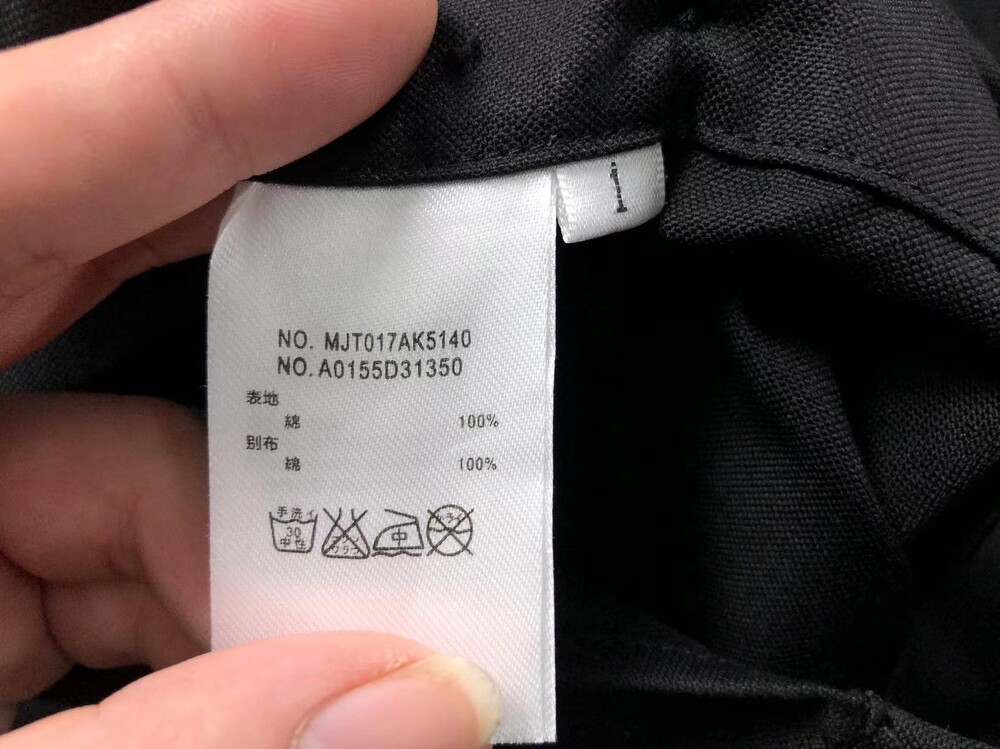 1
NO. MJT017AK5140
NO. A0155D31350
表地
綿 100%
別布
綿 100%
手洗イ
30
中性
中